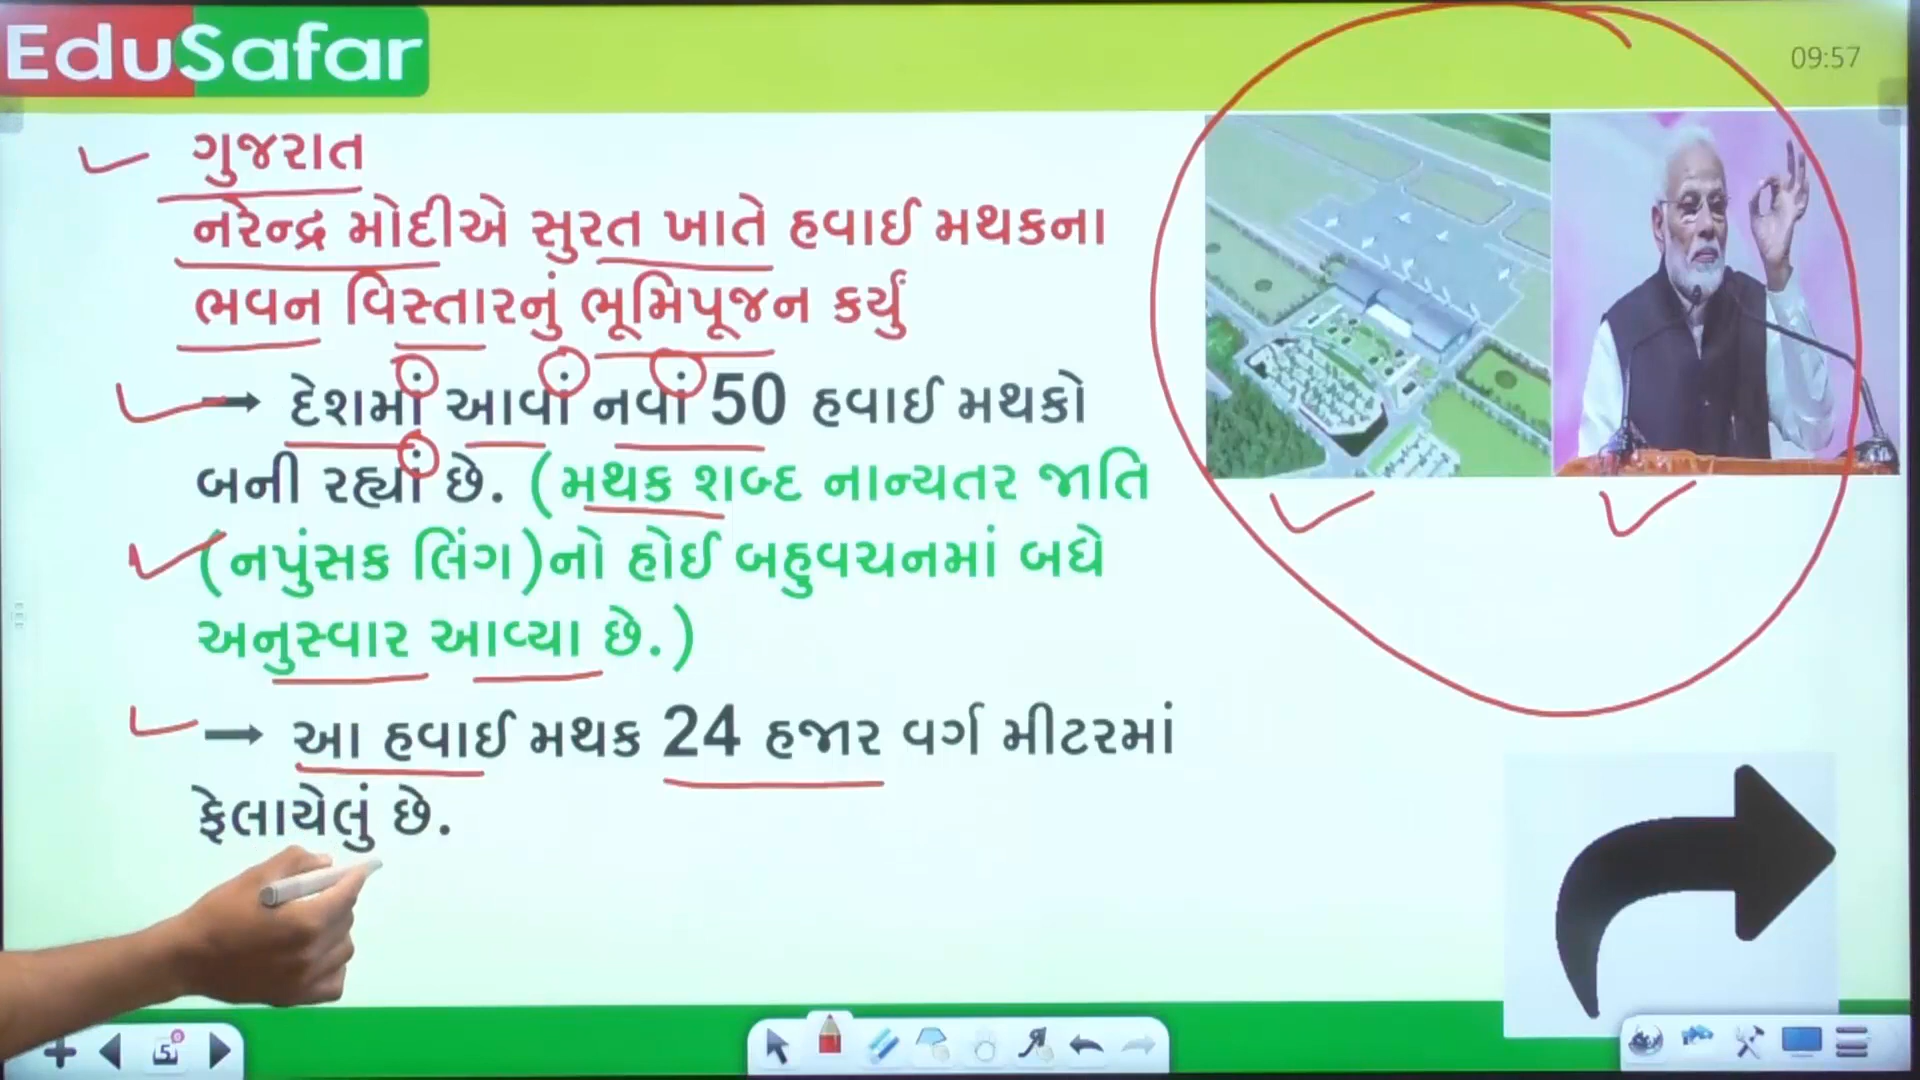 EduSafar
09:57
ગુજરાત
નરેન્દ્ર મોદીએ સુરત ખાતે હવાઈ મથકના
ભવન વિસ્તારનું ભૂમિપૂજન કર્યું
→ દેશમાં આવાં નવાં 50 હવાઈ મથકો
બની રહ્યાં છે. (મથક શબ્દ નાન્યતર જાતિ
(નપુંસક લિંગ)નો હોઈ બહુવચનમાં બધે
અનુસ્વાર આવ્યા છે.)
→ આ હવાઈ મથક 24 હજાર વર્ગ મીટરમાં
ફેલાયેલું છે.
5